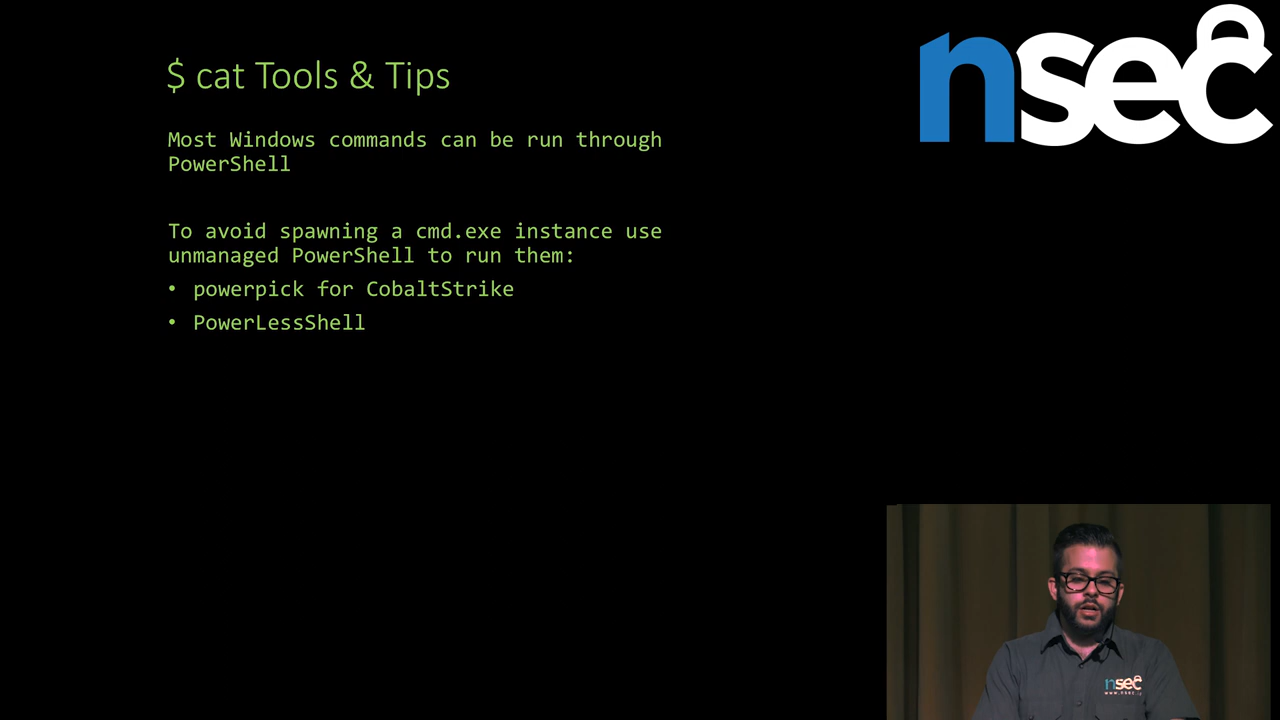 $ cat Tools & Tips
nsec
Most Windows commands can be run through
PowerShell
To avoid spawning a cmd.exe instance use
unmanaged PowerShell to run them:
• powerpick for CobaltStrike
• PowerLessShell
nsec